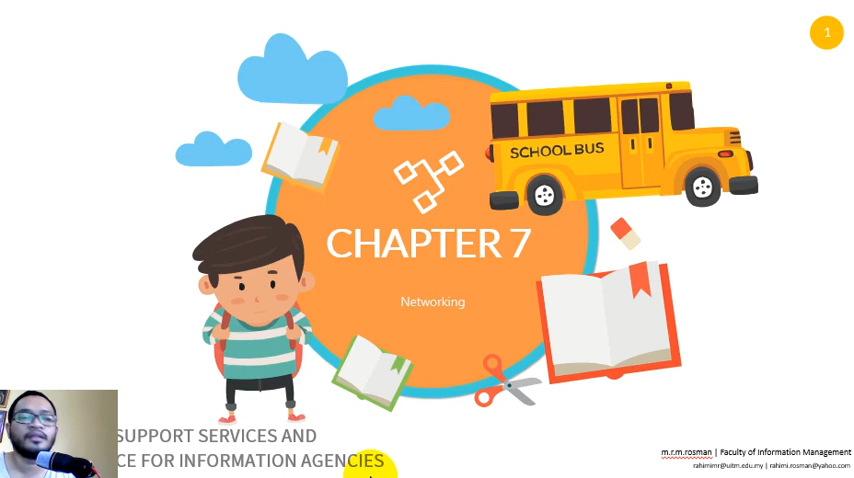 1
SCHOOL BUS
CHAPTER 7
Networking
SUPPORT SERVICES AND
CE FOR INFORMATION AGENCIES
m.r.m.rosman | Faculty of Information Management
rahimimr@uitm.edu.my | rahimi.rosman@yahoo.com